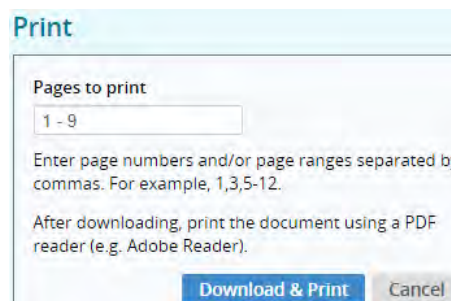 Print
Pages to print
1 - 9
Enter page numbers and/or page ranges separated by
commas. For example, 1,3,5-12.
After downloading, print the document using a PDF
reader (e.g. Adobe Reader).
Download & Print Cancel